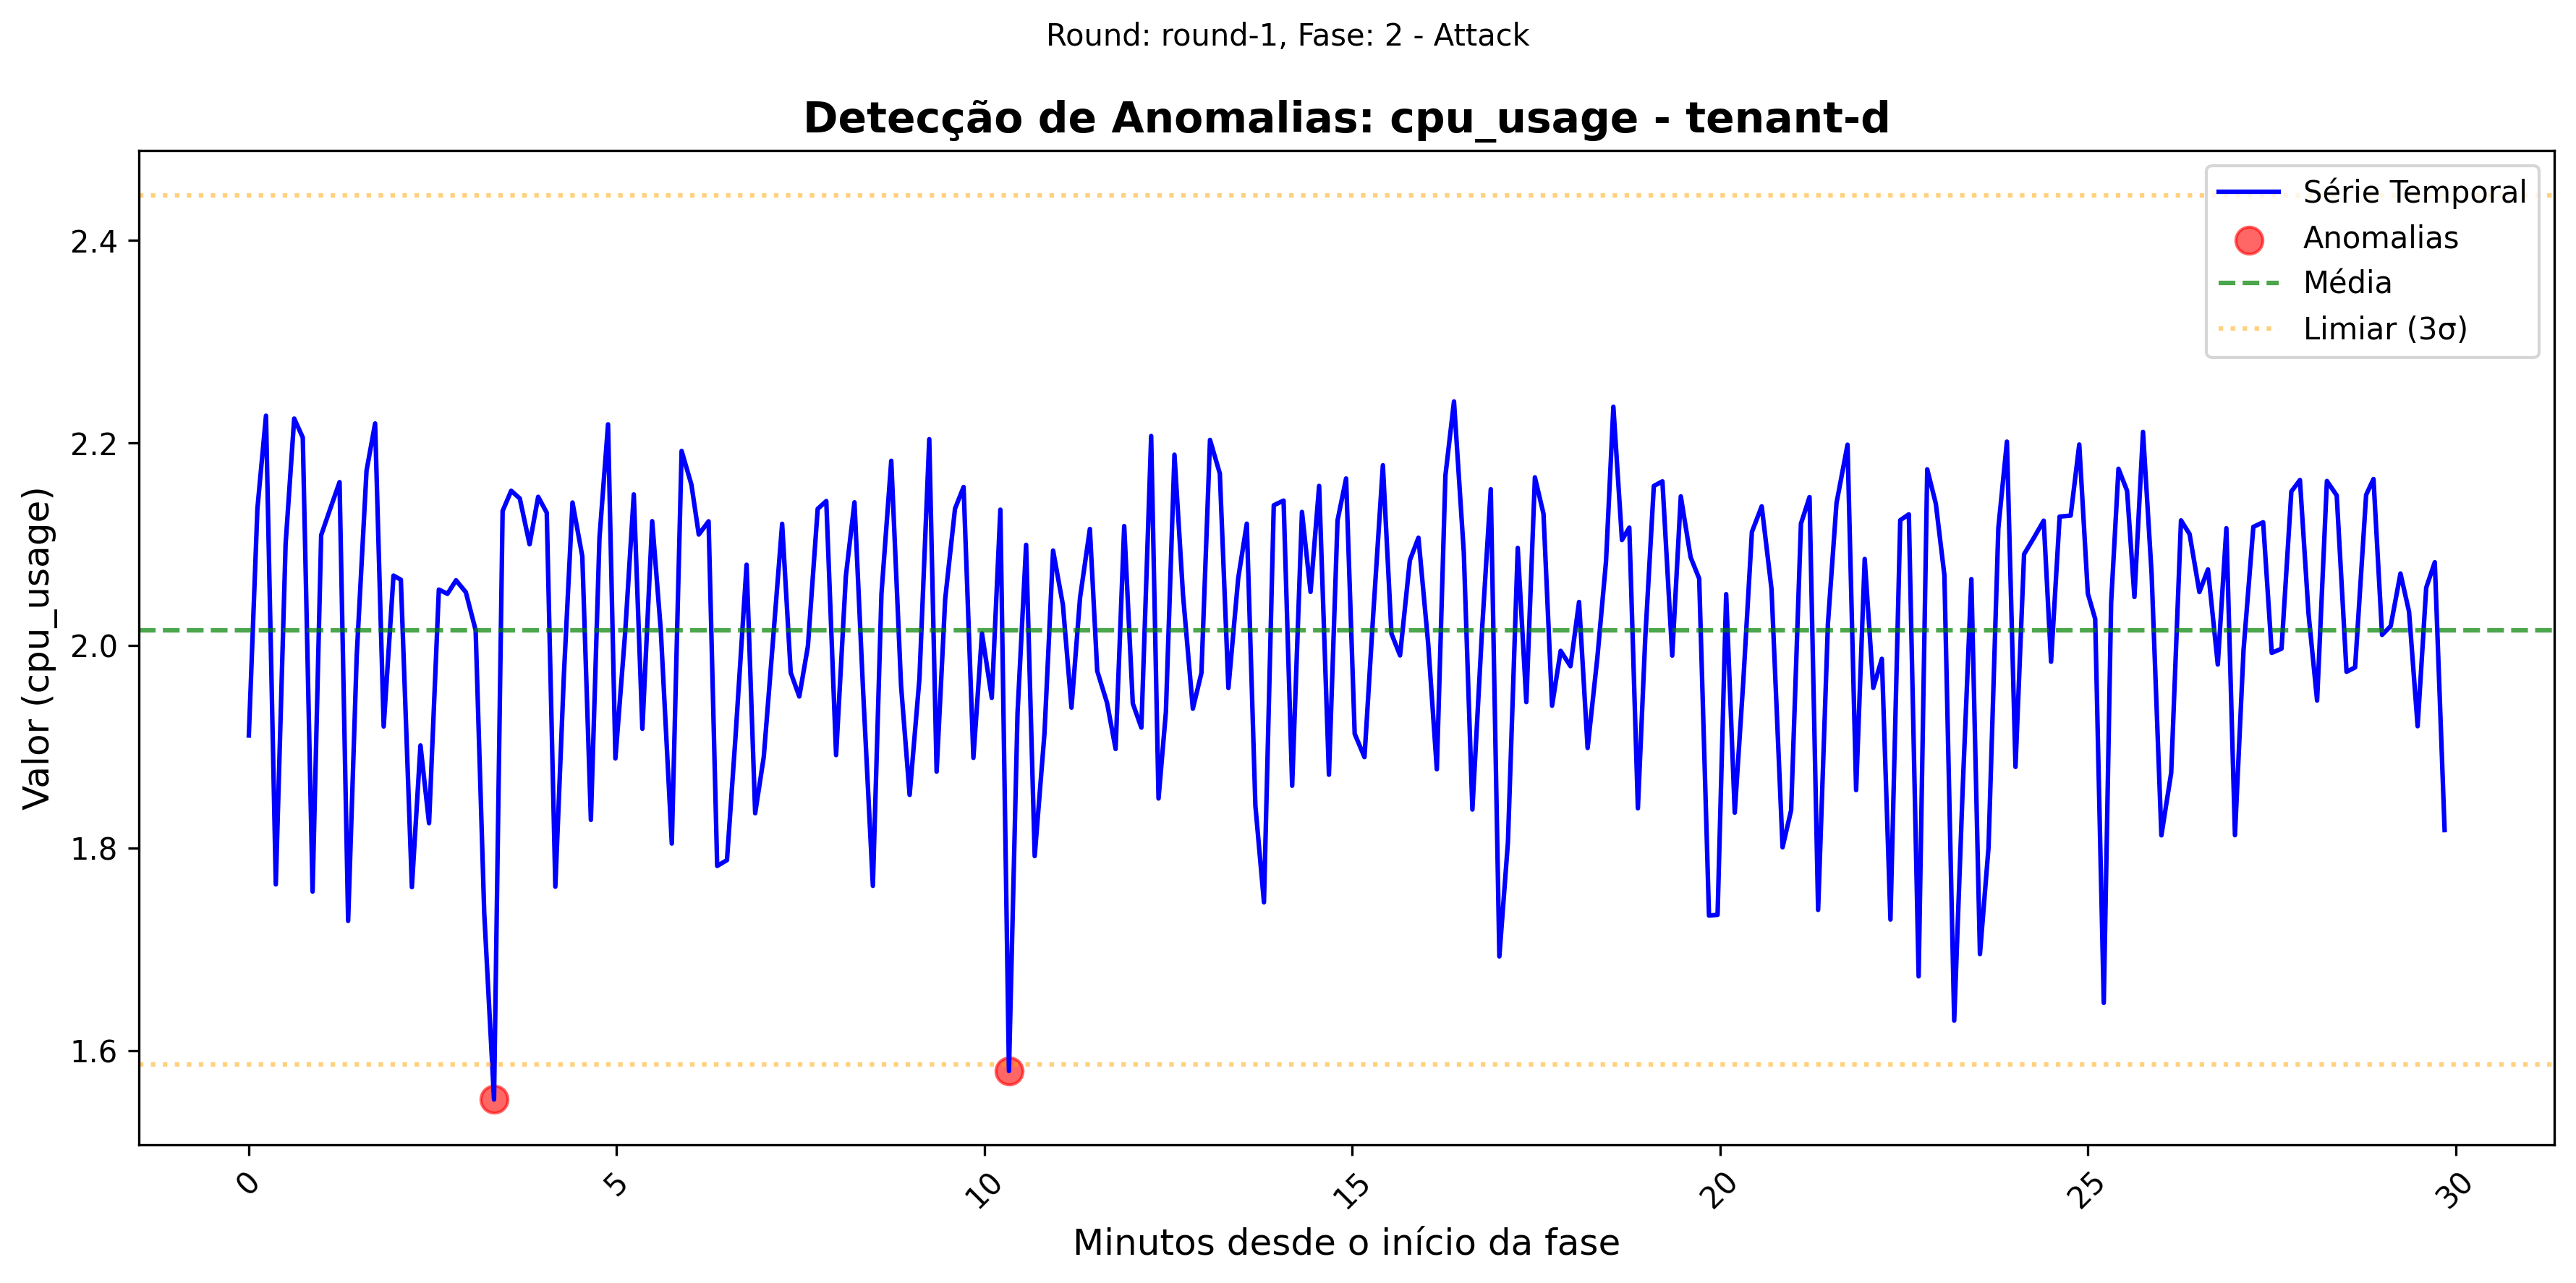 Round: round-1, Fase: 2 - Attack
Detecção de Anomalias: cpu_usage - tenant-d
Série Temporal
Anomalias
Média
Limiar (3σ)
Valor (cpu_usage)
2.4
2.2
2.0
1.8
1.6
0
5
10
15
20
25
30
Minutos desde o início da fase